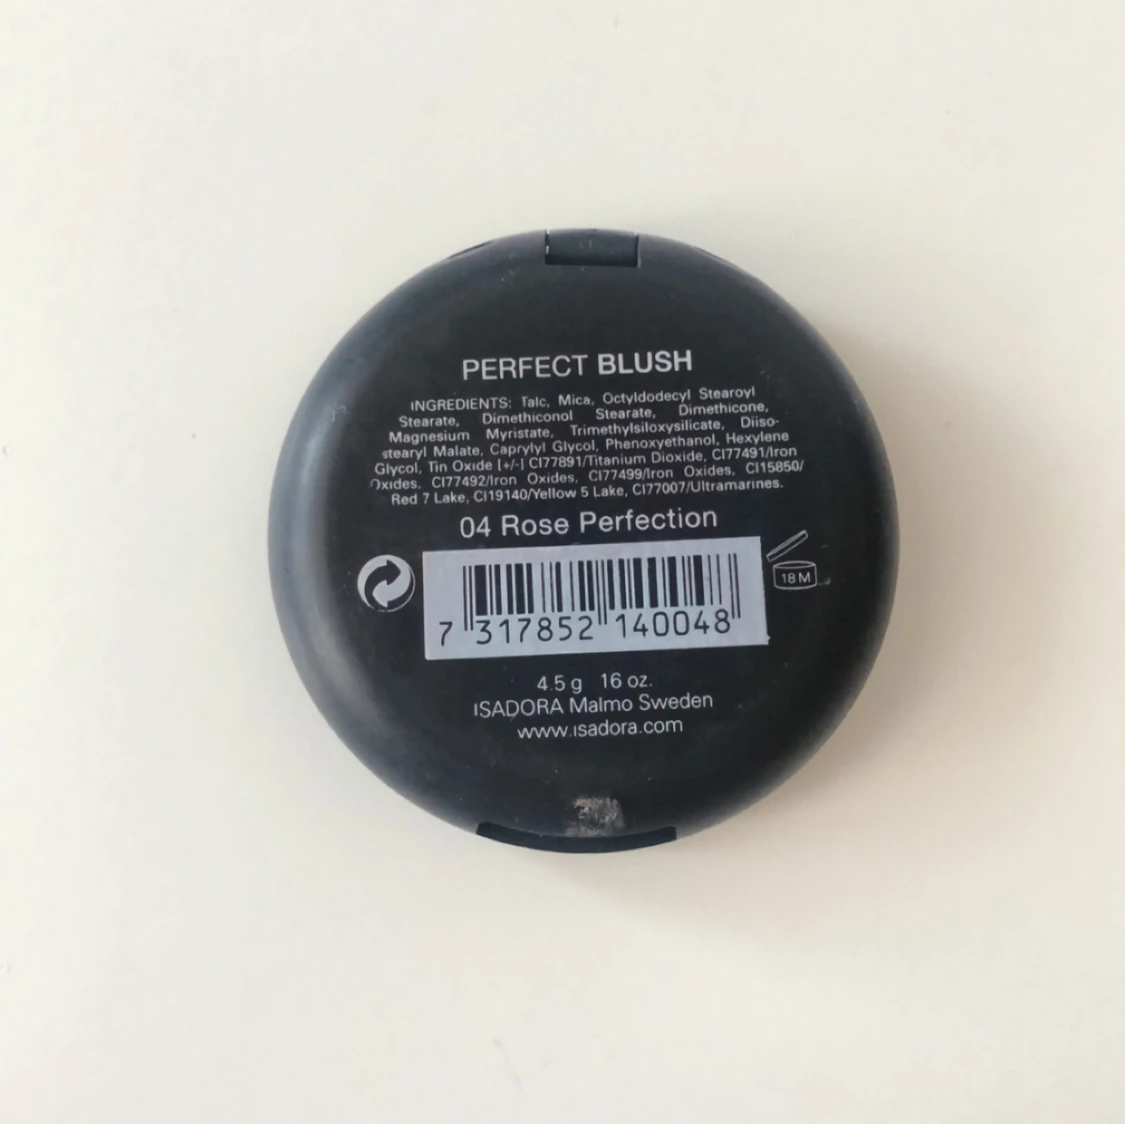 PERFECT BLUSH
INGREDIENTS: Talc, Mica, Octyldodecyl Stearoyl
Stearate, Dimethiconol Stearate, Dimethicone,
Magnesium Myristate, Trimethylsiloxysilicate, Diiso-
stearyl Malate, Caprylyl Glycol, Phenoxyethanol, Hexylene
Glycol, Tin Oxide [+/-] CI77891/Titanium Dioxide, CI77491/Iron
Oxides, CI77492/Iron Oxides, CI77499/Iron Oxides, CI15850/
Red 7 Lake, CI19140/Yellow 5 Lake, CI77007/Ultramarines.
04 Rose Perfection
18 M
7 317852 140048
4.5 g 16 oz.
ISADORA Malmo Sweden
www.isadora.com